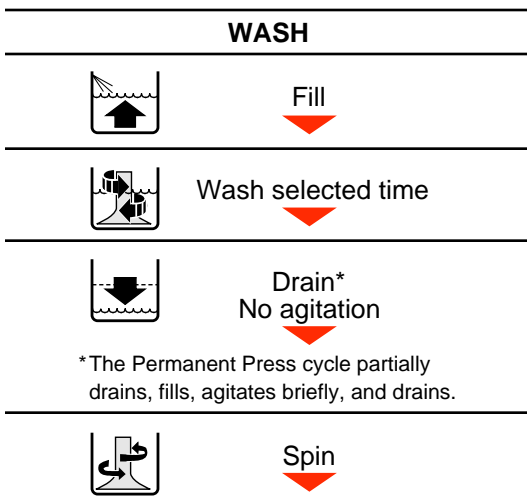 WASH
Fill
Wash selected time
Drain*
No agitation
*The Permanent Press cycle partially
drains, fills, agitates briefly, and drains.
Spin